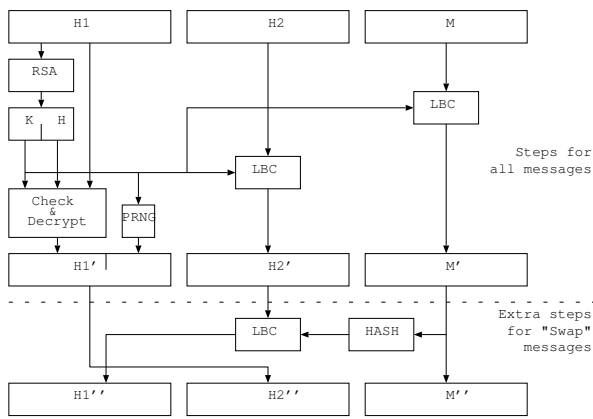 H1 H2 M
RSA
LBC
K H
Steps for
all messages
LBC
Check
&
Decrypt
PRNG
H1' H2' M'
Extra steps
for "Swap"
messages
LBC HASH
H1'' H2'' M''